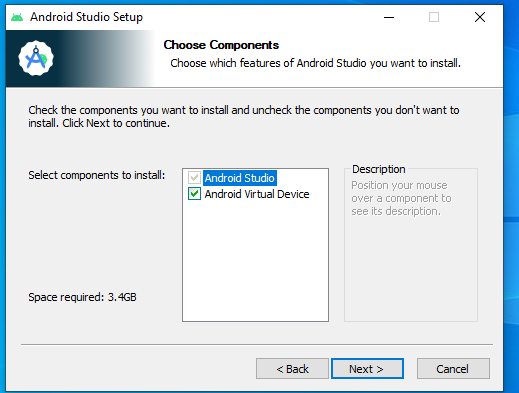 Android Studio Setup
Choose Components
Choose which features of Android Studio you want to install.
Check the components you want to install and uncheck the components you don't want to
install. Click Next to continue.
Select components to install:
Android Studio
Android Virtual Device
Description
Position your mouse
over a component to
see its description.
Space required: 3.4GB
< Back
Next >
Cancel